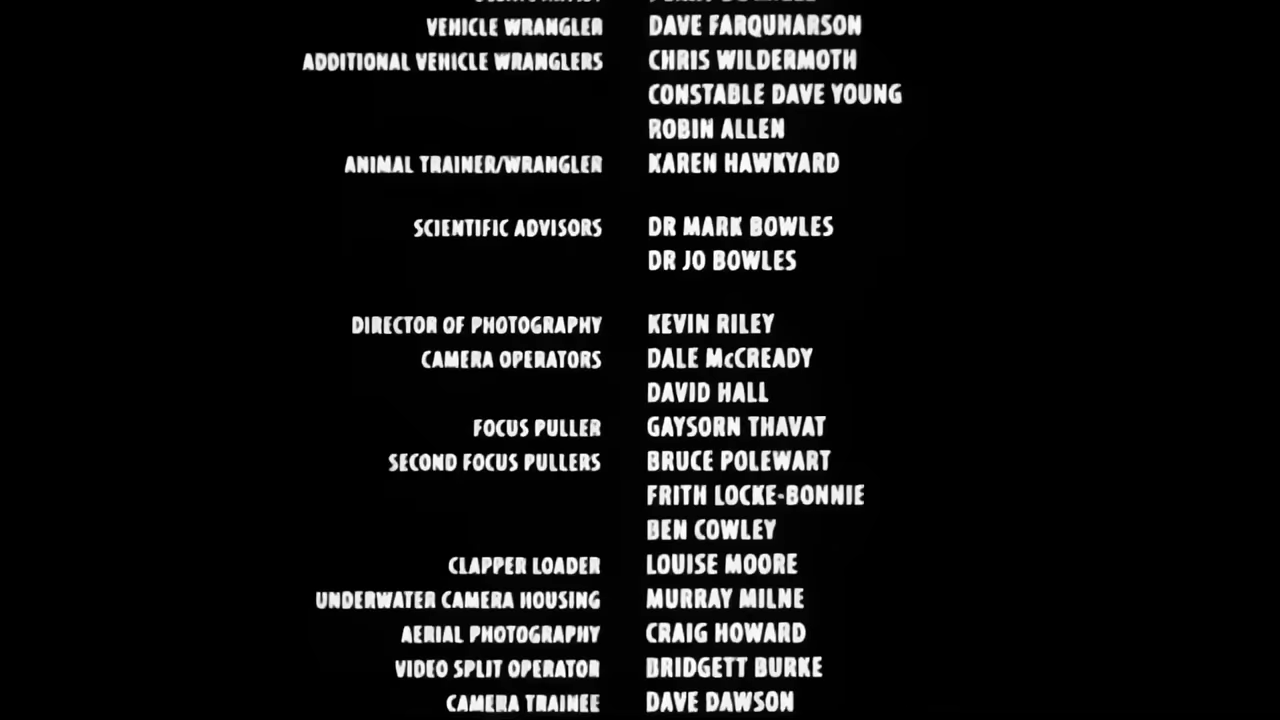 VEHICLE WRANGLER DAVE FARQUHARSON
ADDITIONAL VEHICLE WRANGLERS CHRIS WILDERMOTH
CONSTABLE DAVE YOUNG
ROBIN ALLEN
ANIMAL TRAINER/WRANGLER KAREN HAWKYARD
SCIENTIFIC ADVISORS DR MARK BOWLES
DR JO BOWLES
DIRECTOR OF PHOTOGRAPHY KEVIN RILEY
CAMERA OPERATORS DALE McCREADY
DAVID HALL
FOCUS PULLER GAYSORN THAVAT
SECOND FOCUS PULLERS BRUCE POLEWART
FRITH LOCKE-BONNIE
BEN COWLEY
CLAPPER LOADER LOUISE MOORE
UNDERWATER CAMERA HOUSING MURRAY MILNE
AERIAL PHOTOGRAPHY CRAIG HOWARD
VIDEO SPLIT OPERATOR BRIDGETT BURKE
CAMERA TRAINEE DAVE DAWSON